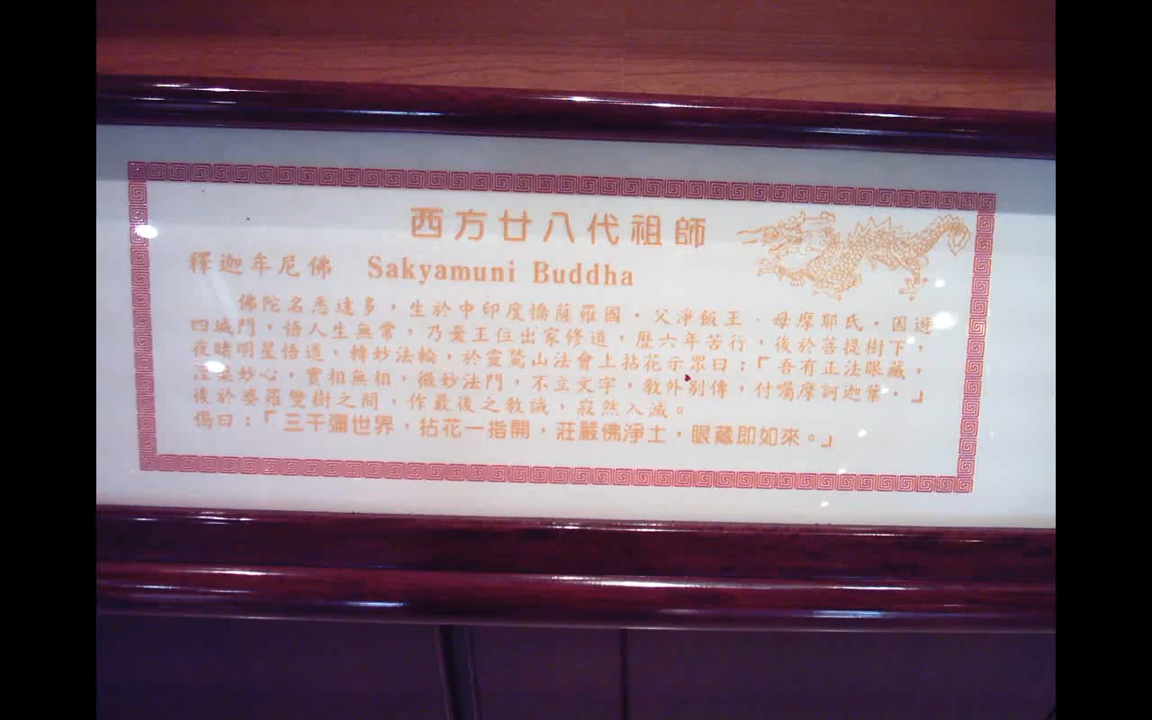 西方廿八代祖師
釋迦牟尼佛 Sakyamuni Buddha
佛陀名悉達多，生於中印度憍薩羅國。父淨飯王，母摩耶氏。因遊
四城門，悟人生無常，乃棄王位出家修道，歷六年苦行，後於菩提樹下，
夜睹明星悟道，轉妙法輪，於靈鷲山法會上拈花示眾曰：「吾有正法眼藏，
涅槃妙心，實相無相，微妙法門，不立文字，教外別傳，付囑摩訶迦葉。」
後於娑羅雙樹之間，作最後之教誡，寂然入滅。
偈曰：「三千彌世界，拈花一指開，莊嚴佛淨土，眼藏即如來。」